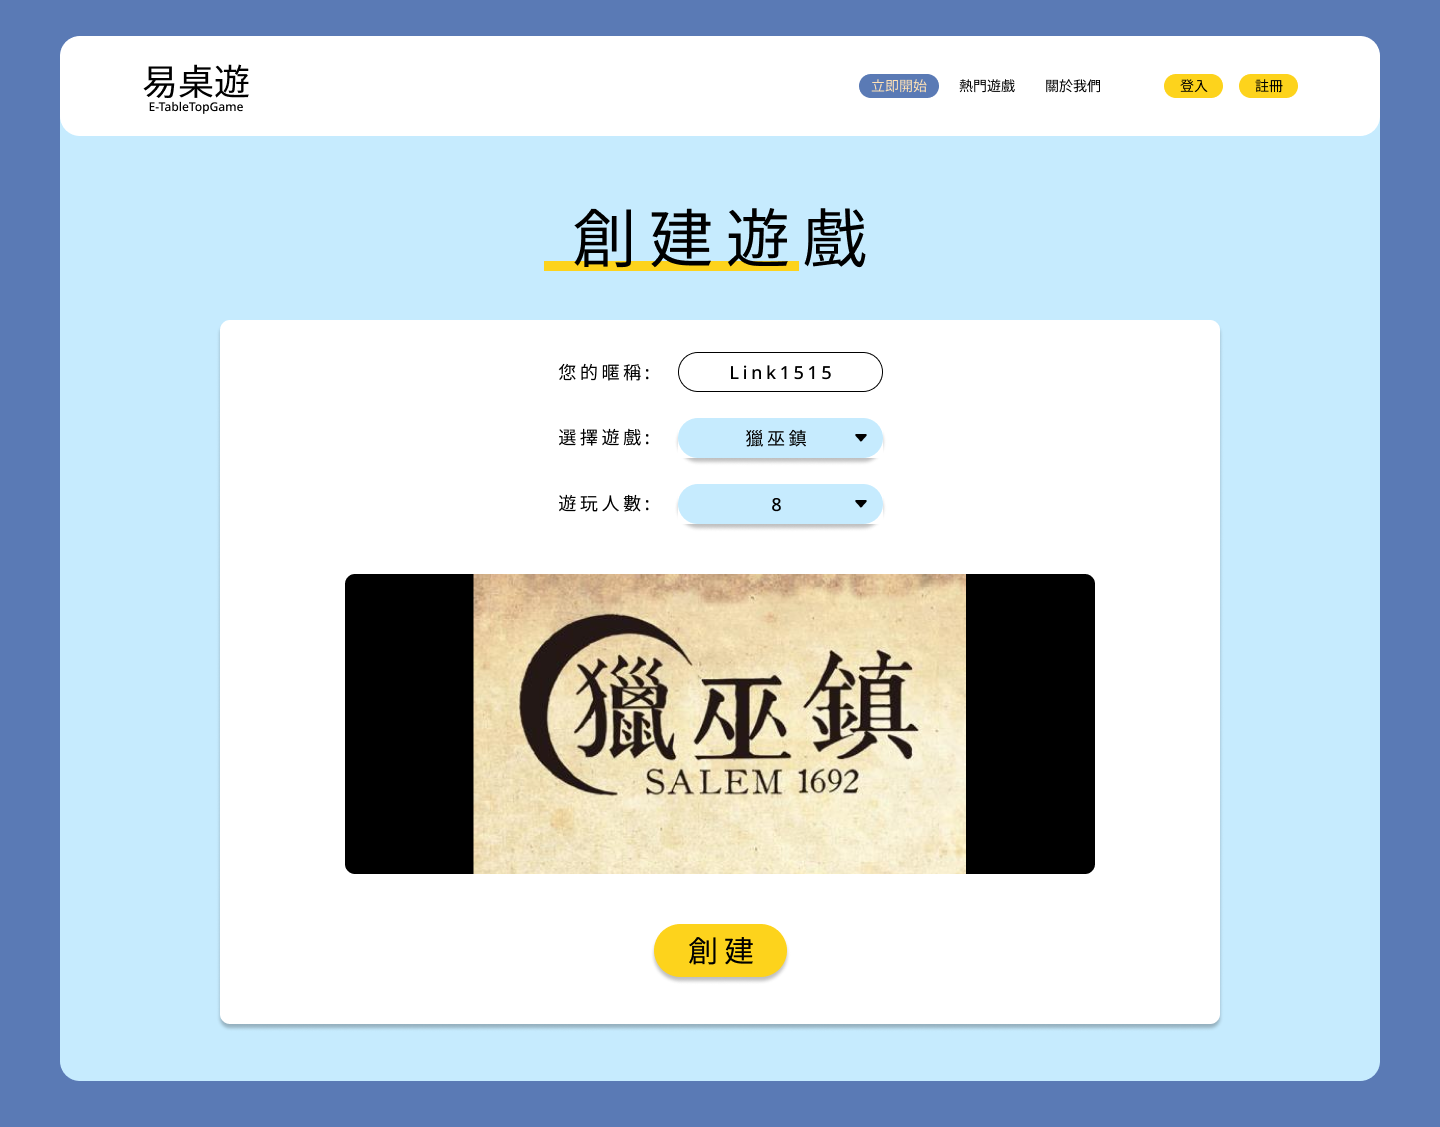 易桌遊
E-TableTopGame
立即開始 熱門遊戲 關於我們 登入 註冊
創建遊戲
您的暱稱: Link1515
選擇遊戲: 獵巫鎮
遊玩人數: 8
獵巫鎮
SALEM 1692
創建